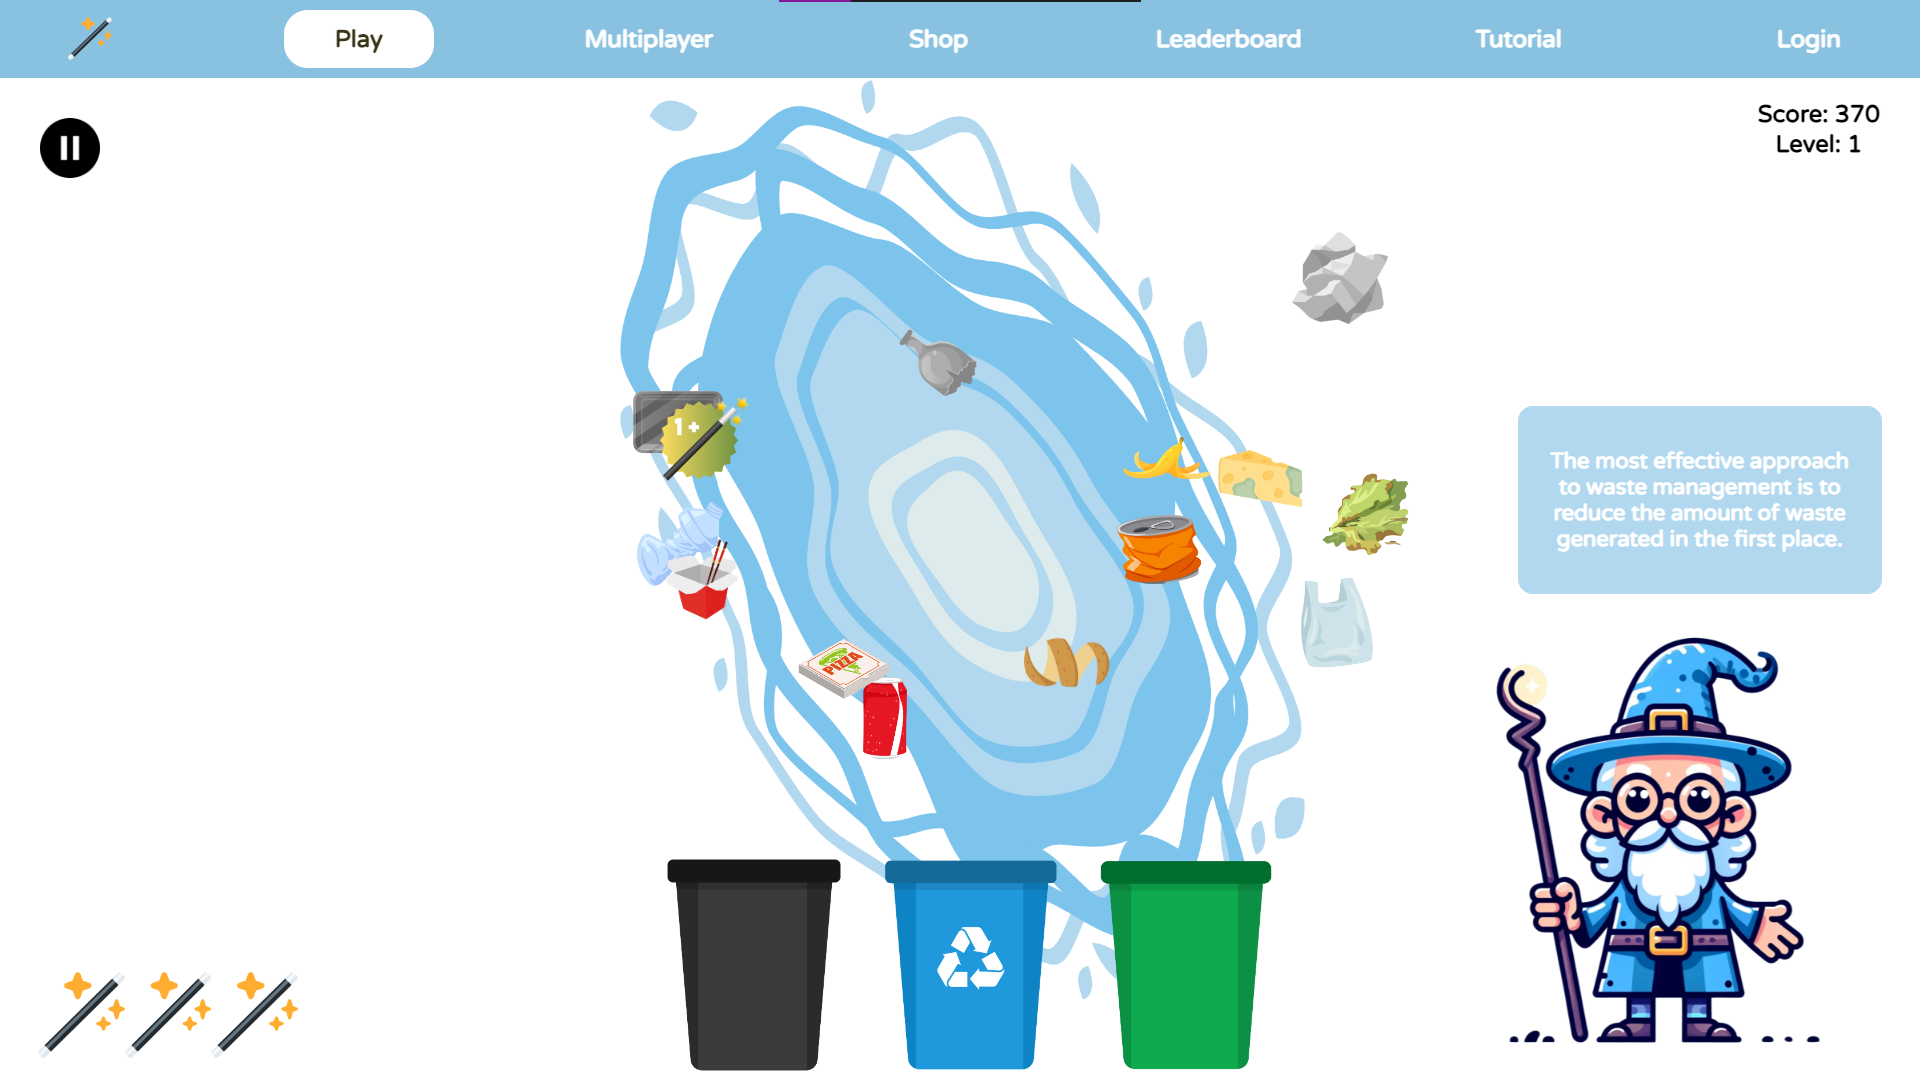 Play
Multiplayer
Shop
Leaderboard
Tutorial
Login
Score: 370
Level: 1
1+
The most effective approach
to waste management is to
reduce the amount of waste
generated in the first place.
PIZZA